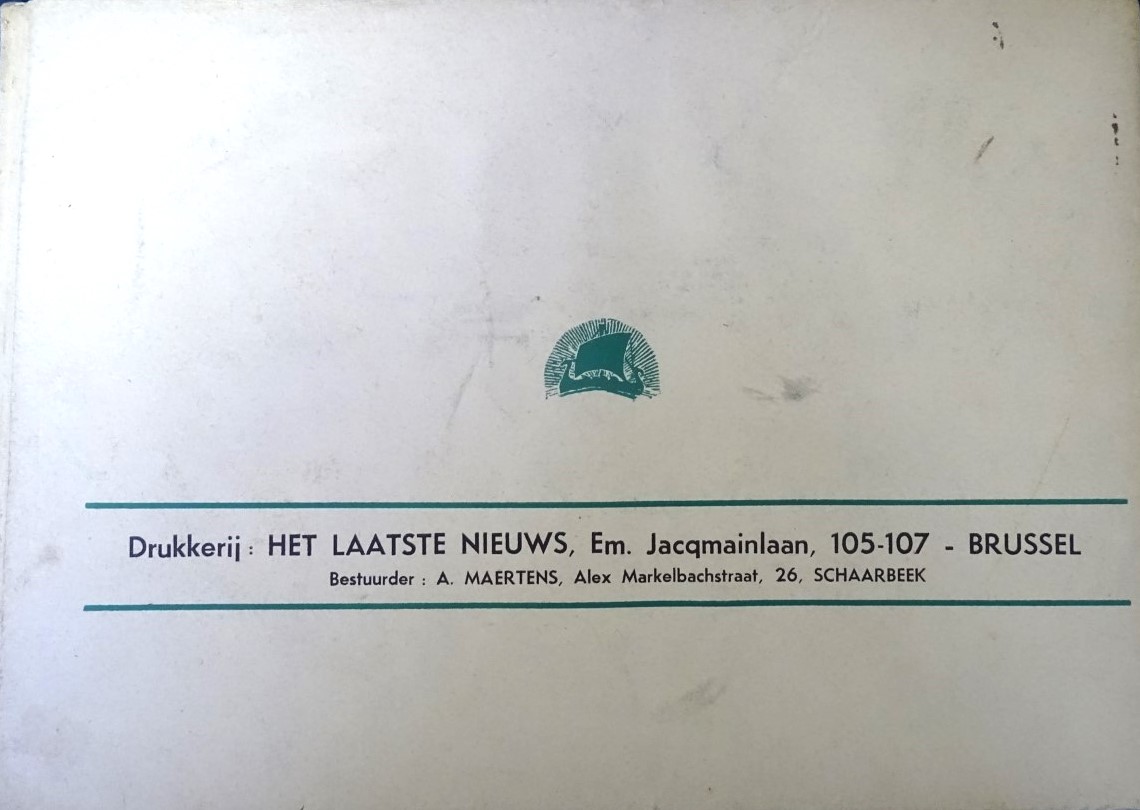 Drukkerij : HET LAATSTE NIEUWS, Em. Jacqmainlaan, 105-107 - BRUSSEL
Bestuurder : A. MAERTENS, Alex Markelbachstraat, 26, SCHAARBEEK